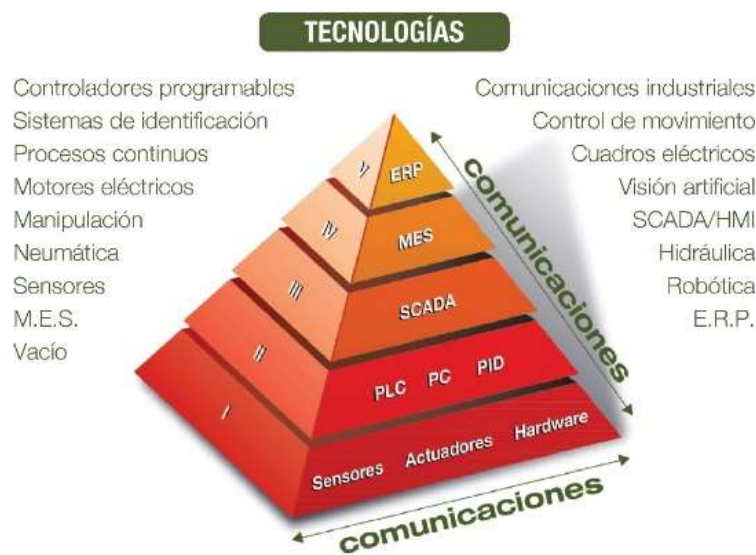 TECNOLOGÍAS
Controladores programables
Sistemas de identificación
Procesos continuos
Motores eléctricos
Manipulación
Neumática
Sensores
M.E.S.
Vacío
Comunicaciones industriales
Control de movimiento
Cuadros eléctricos
Visión artificial
SCADA/HMI
Hidráulica
Robótica
E.R.P.
V ERP
IV MES
III SCADA
II PLC PC PID
I Sensores Actuadores Hardware
comunicaciones
comunicaciones